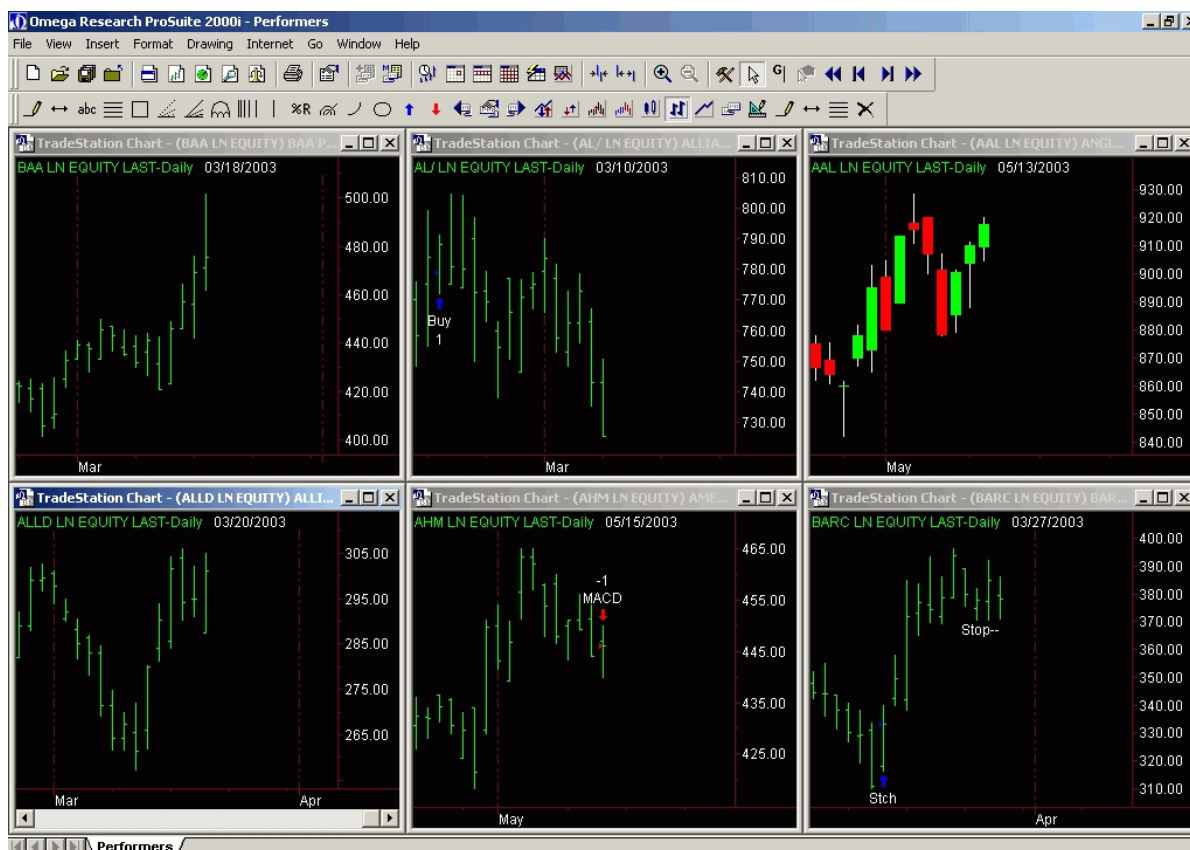 Omega Research ProSuite 2000i - Performers
File View Insert Format Drawing Internet Go Window Help
G
abc %R
TradeStation Chart - (BAA LN EQUITY) BAA P...
BAA LN EQUITY LAST-Daily 03/18/2003
500.00
480.00
460.00
440.00
420.00
400.00
Mar
TradeStation Chart - (AL/ LN EQUITY) ALLIA...
AL/ LN EQUITY LAST-Daily 03/10/2003
810.00
800.00
790.00
780.00
770.00
760.00
750.00
740.00
730.00
Buy
1
Mar
TradeStation Chart - (AAL LN EQUITY) ANGL...
AAL LN EQUITY LAST-Daily 05/13/2003
930.00
920.00
910.00
900.00
890.00
880.00
870.00
860.00
850.00
840.00
May
TradeStation Chart - (ALLD LN EQUITY) ALLI...
ALLD LN EQUITY LAST-Daily 03/20/2003
305.00
295.00
285.00
275.00
265.00
Mar Apr
TradeStation Chart - (AHM LN EQUITY) AME...
AHM LN EQUITY LAST-Daily 05/15/2003
465.00
455.00
445.00
435.00
425.00
-1
MACD
May
TradeStation Chart - (BARC LN EQUITY) BAR...
BARC LN EQUITY LAST-Daily 03/27/2003
400.00
390.00
380.00
370.00
360.00
350.00
340.00
330.00
320.00
310.00
Stop--
Stch
Apr
Performers